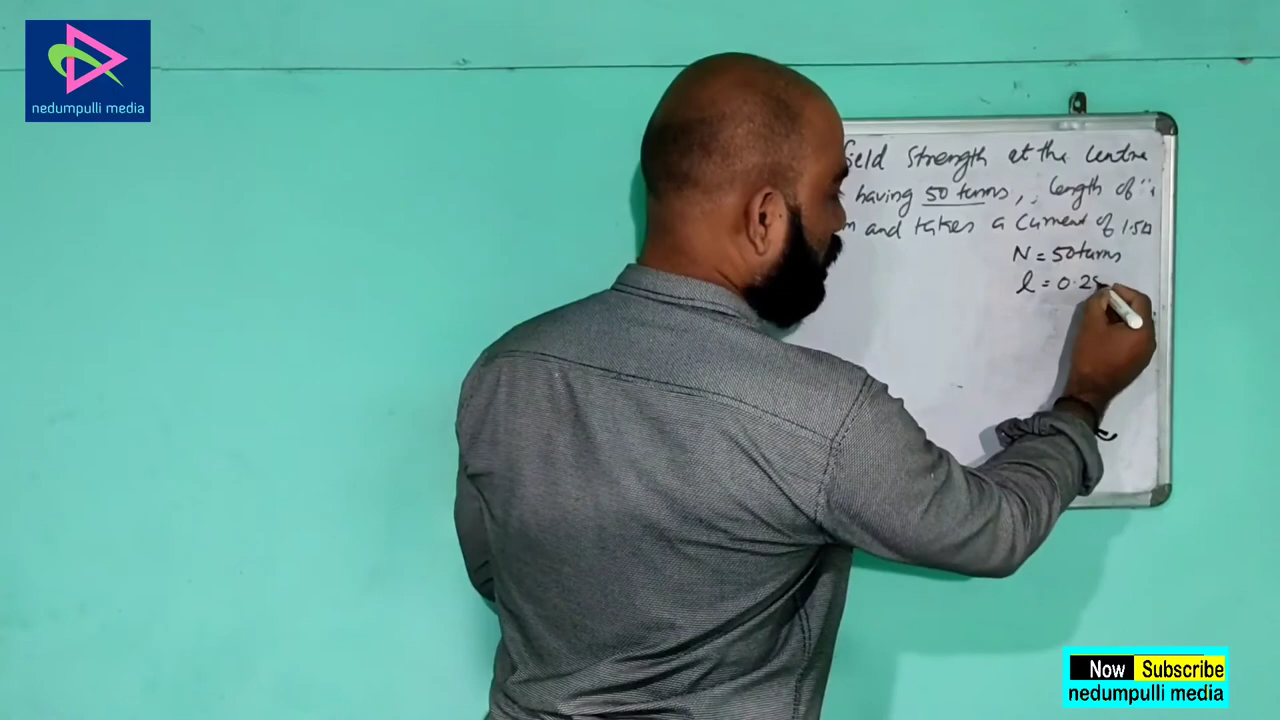 nedumpulli media
field strength at the centre
having 50 turns, , length of
m and takes a current of 1.5A
N = 50 turns
l = 0.25
Now Subscribe
nedumpulli media